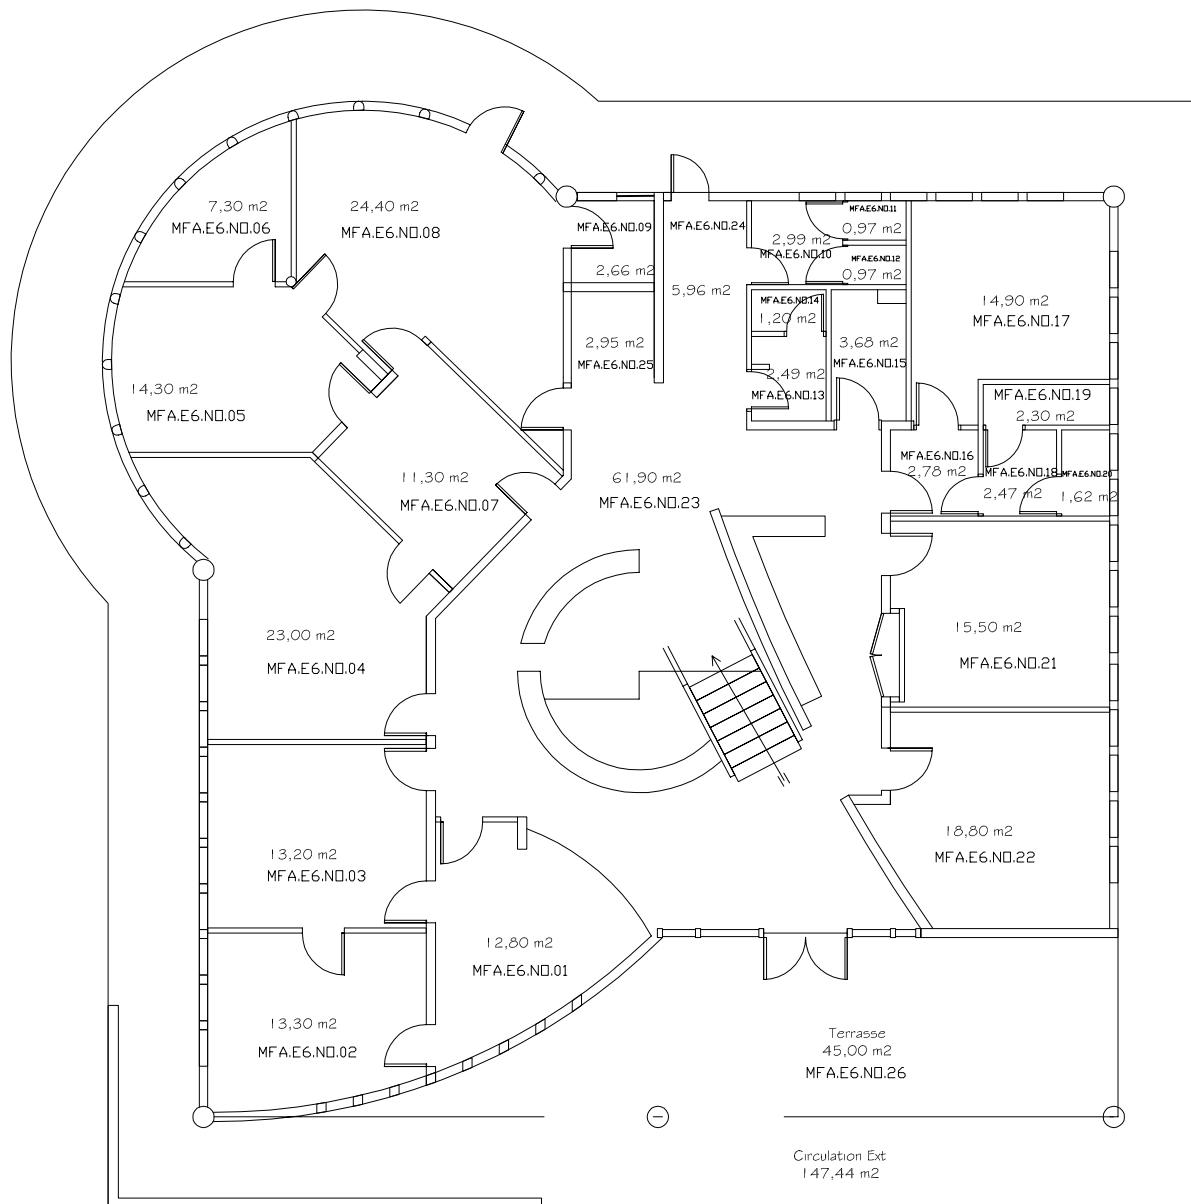 7,30 m2
MFA.E6.N0.06
24,40 m2
MFA.E6.N0.08
MFA.E6.N0.09
2,66 m2
MFA.E6.N0.24
5,96 m2
2,99 m2
MFA.E6.N0.10
MFA.E6.N0.11
0,97 m2
MFA.E6.N0.12
0,97 m2
MFA.E6.N0.14
1,20 m2
14,90 m2
MFA.E6.N0.17
2,95 m2
MFA.E6.N0.25
3,68 m2
MFA.E6.N0.15
2,49 m2
MFA.E6.N0.13
14,30 m2
MFA.E6.N0.05
MFA.E6.N0.19
2,30 m2
MFA.E6.N0.16
2,78 m2
MFA.E6.N0.18
2,47 m2
MFA.E6.N0.20
1,62 m2
11,30 m2
MFA.E6.N0.07
61,90 m2
MFA.E6.N0.23
23,00 m2
MFA.E6.N0.04
15,50 m2
MFA.E6.N0.21
18,80 m2
MFA.E6.N0.22
13,20 m2
MFA.E6.N0.03
12,80 m2
MFA.E6.N0.01
13,30 m2
MFA.E6.N0.02
Terrasse
45,00 m2
MFA.E6.N0.26
Circulation Ext
147,44 m2